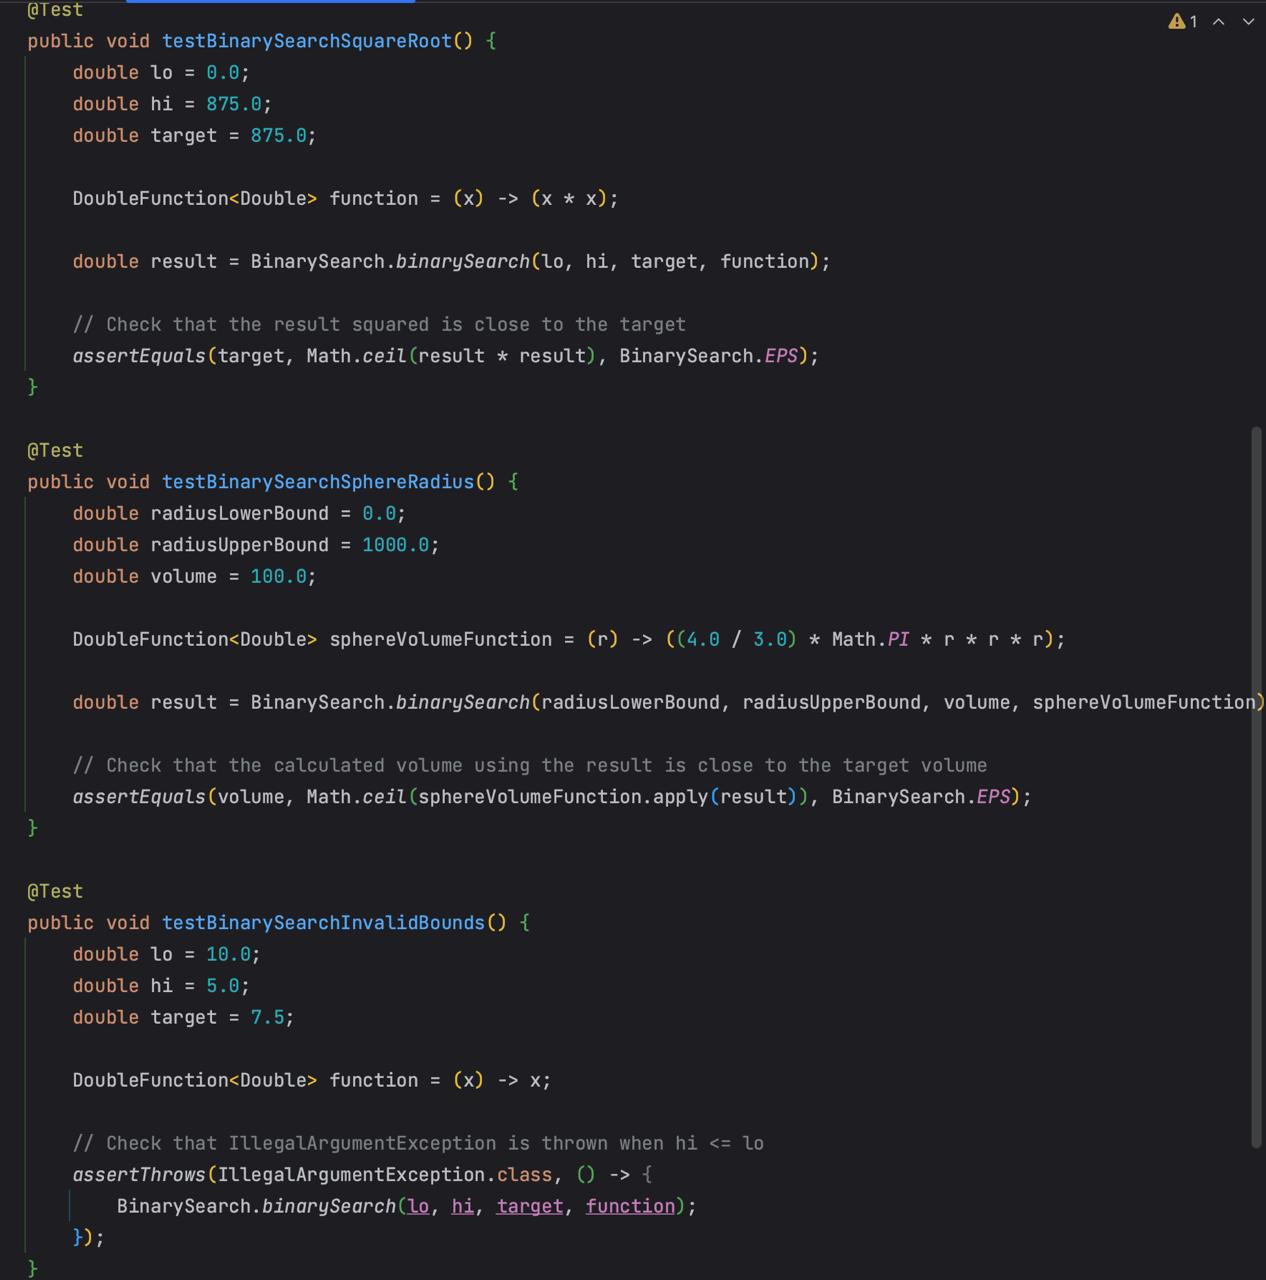 @Test
1
public void testBinarySearchSquareRoot() {
    double lo = 0.0;
    double hi = 875.0;
    double target = 875.0;

    DoubleFunction<Double> function = (x) -> (x * x);

    double result = BinarySearch.binarySearch(lo, hi, target, function);

    // Check that the result squared is close to the target
    assertEquals(target, Math.ceil(result * result), BinarySearch.EPS);
}

@Test
public void testBinarySearchSphereRadius() {
    double radiusLowerBound = 0.0;
    double radiusUpperBound = 1000.0;
    double volume = 100.0;

    DoubleFunction<Double> sphereVolumeFunction = (r) -> ((4.0 / 3.0) * Math.PI * r * r * r);

    double result = BinarySearch.binarySearch(radiusLowerBound, radiusUpperBound, volume, sphereVolumeFunction)

    // Check that the calculated volume using the result is close to the target volume
    assertEquals(volume, Math.ceil(sphereVolumeFunction.apply(result)), BinarySearch.EPS);
}

@Test
public void testBinarySearchInvalidBounds() {
    double lo = 10.0;
    double hi = 5.0;
    double target = 7.5;

    DoubleFunction<Double> function = (x) -> x;

    // Check that IllegalArgumentException is thrown when hi <= lo
    assertThrows(IllegalArgumentException.class, () -> {
        BinarySearch.binarySearch(lo, hi, target, function);
    });
}